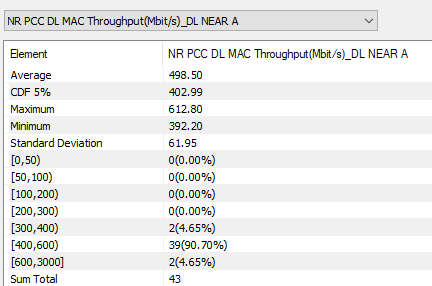 NR PCC DL MAC Throughput(Mbit/s)_DL NEAR A
Element NR PCC DL MAC Throughput(Mbit/s)_DL NEAR A
Average 498.50
CDF 5% 402.99
Maximum 612.80
Minimum 392.20
Standard Deviation 61.95
[0,50) 0(0.00%)
[50,100) 0(0.00%)
[100,200) 0(0.00%)
[200,300) 0(0.00%)
[300,400) 2(4.65%)
[400,600) 39(90.70%)
[600,3000] 2(4.65%)
Sum Total 43